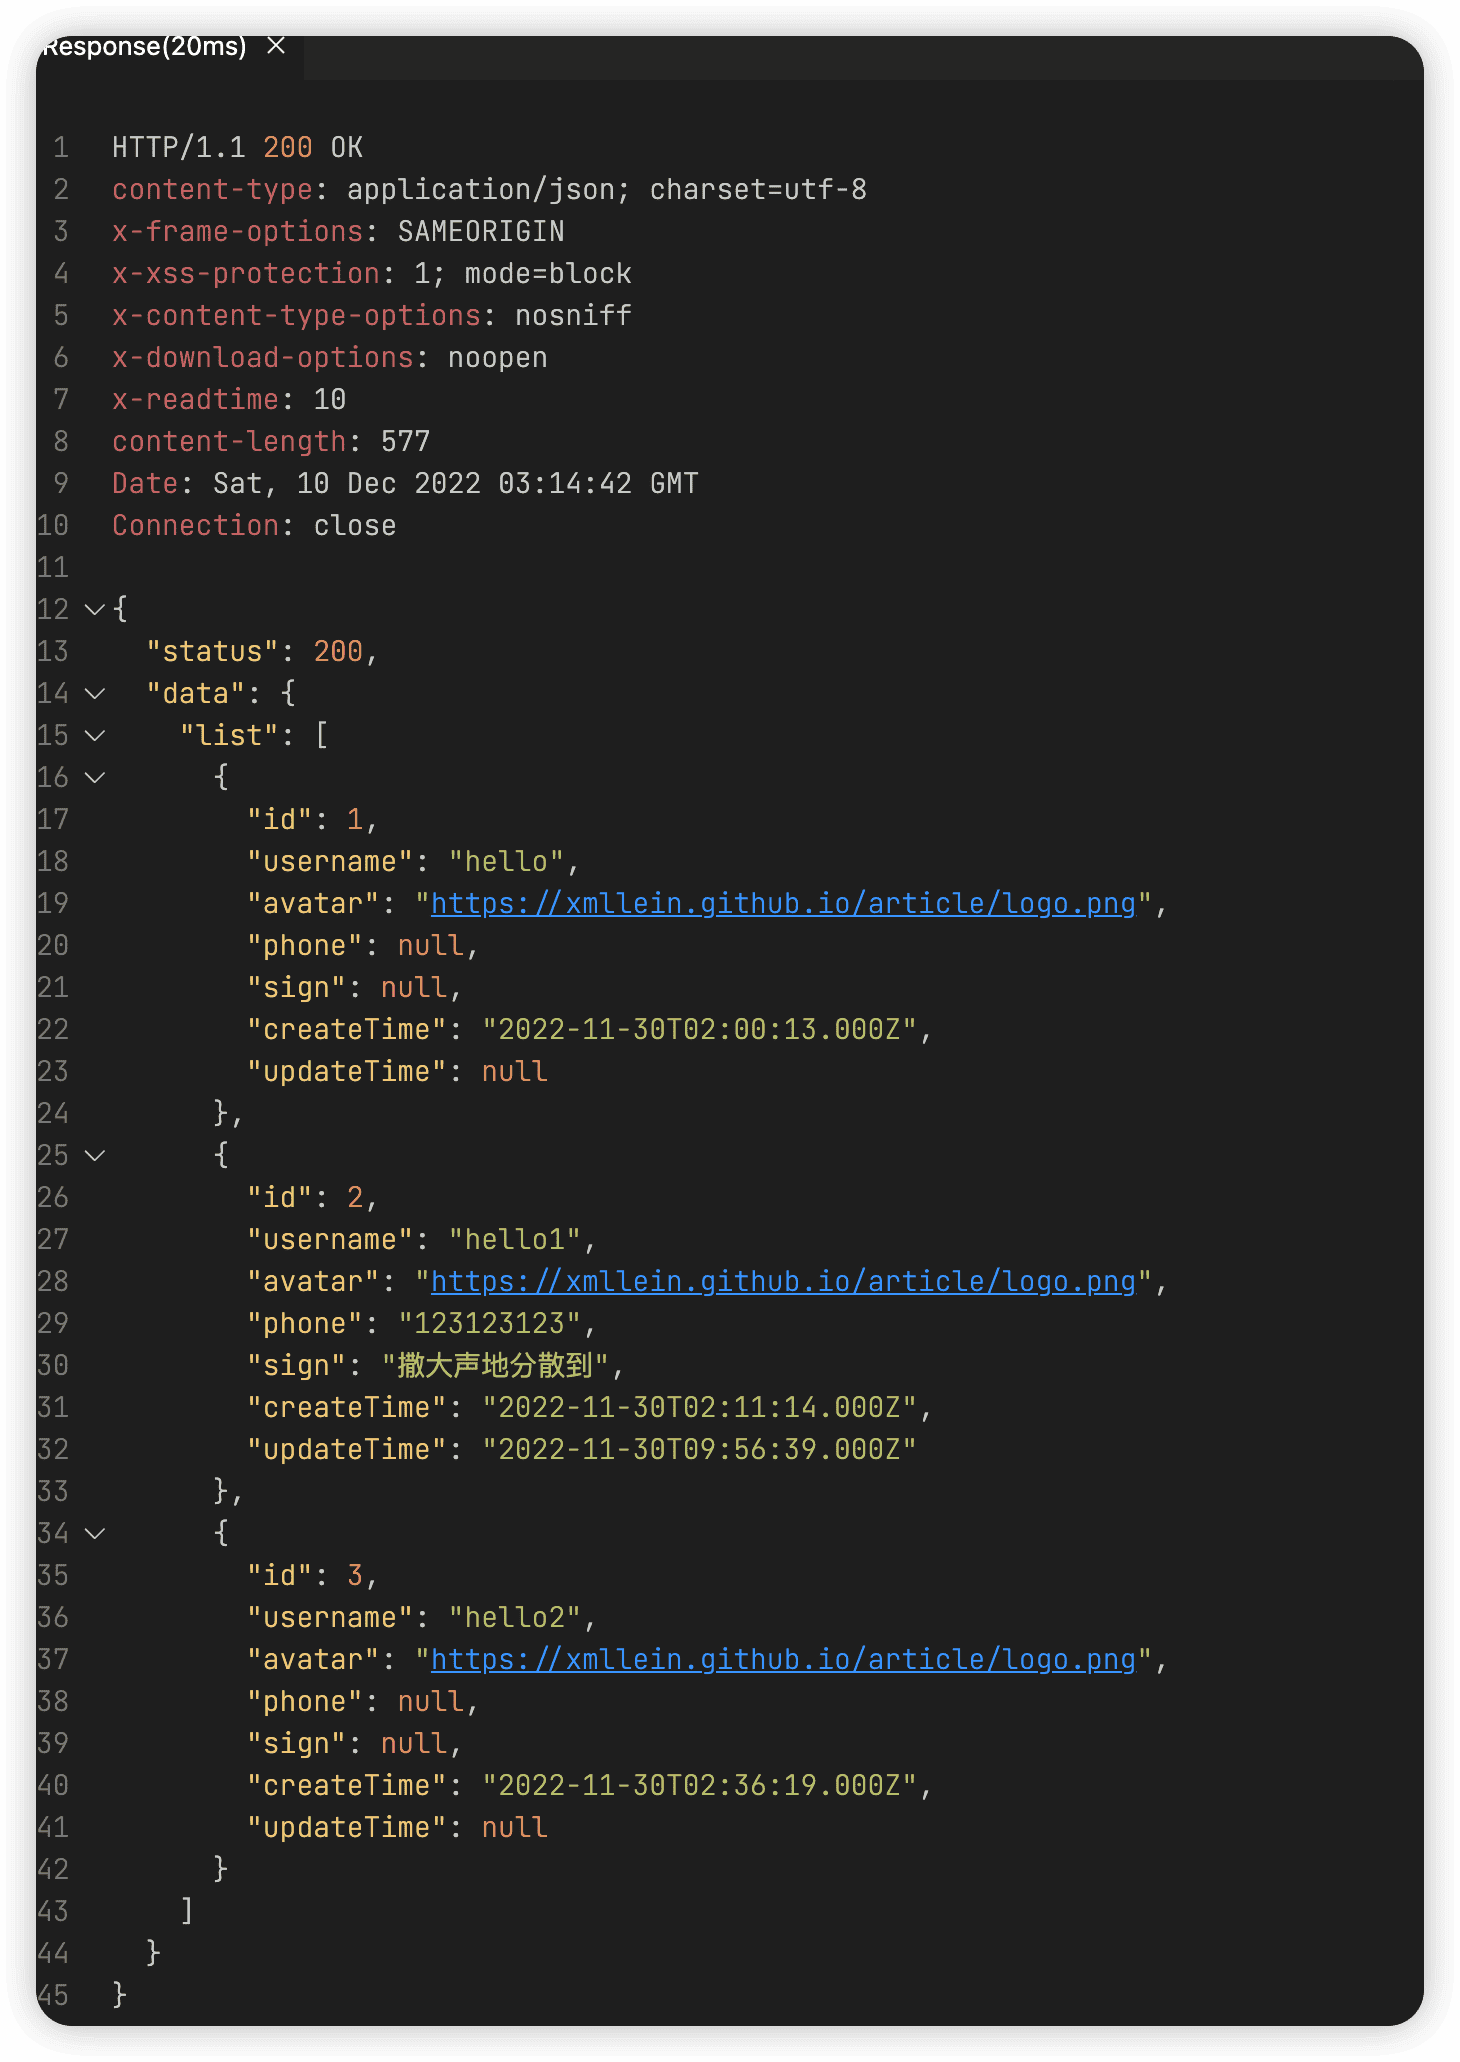 Response(20ms) ×
1 HTTP/1.1 200 OK
2 content-type: application/json; charset=utf-8
3 x-frame-options: SAMEORIGIN
4 x-xss-protection: 1; mode=block
5 x-content-type-options: nosniff
6 x-download-options: noopen
7 x-readtime: 10
8 content-length: 577
9 Date: Sat, 10 Dec 2022 03:14:42 GMT
10 Connection: close
11
12 {
13   "status": 200,
14   "data": {
15     "list": [
16       {
17         "id": 1,
18         "username": "hello",
19         "avatar": "https://xmllein.github.io/article/logo.png",
20         "phone": null,
21         "sign": null,
22         "createTime": "2022-11-30T02:00:13.000Z",
23         "updateTime": null
24       },
25       {
26         "id": 2,
27         "username": "hello1",
28         "avatar": "https://xmllein.github.io/article/logo.png",
29         "phone": "123123123",
30         "sign": "撒大声地分散到",
31         "createTime": "2022-11-30T02:11:14.000Z",
32         "updateTime": "2022-11-30T09:56:39.000Z"
33       },
34       {
35         "id": 3,
36         "username": "hello2",
37         "avatar": "https://xmllein.github.io/article/logo.png",
38         "phone": null,
39         "sign": null,
40         "createTime": "2022-11-30T02:36:19.000Z",
41         "updateTime": null
42       }
43     ]
44   }
45 }